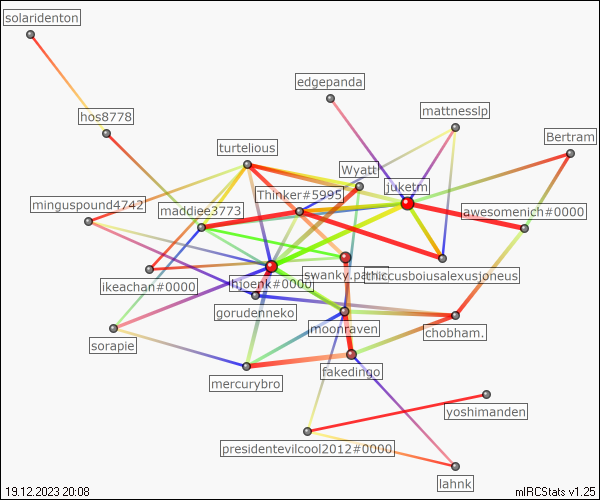 solaridenton
edgepanda
hos8778
mattnesslp
Bertram
turtelious
Wyatt
juketm
Thinker#5995
minguspound4742
maddiee3773
awesomenich#0000
swanky.panic
thiccusboiusalexusjoneus
ikeachan#0000
hjoenk#0000
gorudenneko
moonraven
chobham.
sorapie
fakedingo
mercurybro
yoshimanden
presidentevilcool2012#0000
lahnk
19.12.2023 20:08
mIRCStats v1.25